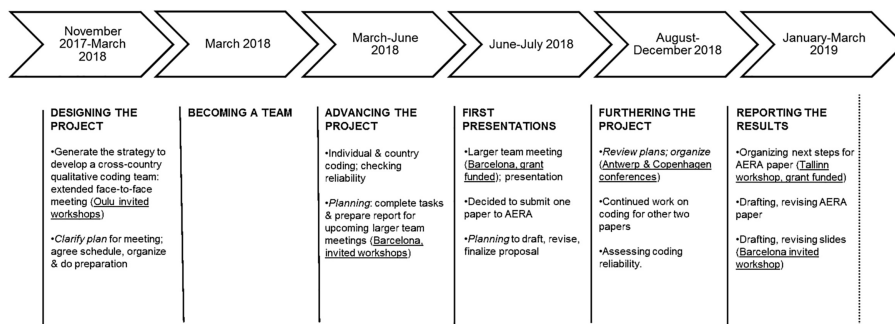 November
2017-March
2018
March 2018
March-June
2018
June-July 2018
August-
December 2018
January-March
2019
DESIGNING THE
PROJECT
•Generate the strategy to
develop a cross-country
qualitative coding team:
extended face-to-face
meeting (Oulu invited
workshops)
•Clarify plan for meeting;
agree schedule, organize
& do preparation
BECOMING A TEAM
ADVANCING THE
PROJECT
•Individual & country
coding; checking
reliability
•Planning: complete tasks
& prepare report for
upcoming larger team
meetings (Barcelona,
invited workshops)
FIRST
PRESENTATIONS
•Larger team meeting
(Barcelona, grant
funded); presentation
•Decided to submit one
paper to AERA
•Planning to draft, revise,
finalize proposal
FURTHERING THE
PROJECT
•Review plans; organize
(Antwerp & Copenhagen
conferences)
•Continued work on
coding for other two
papers
•Assessing coding
reliability.
REPORTING THE
RESULTS
•Organizing next steps for
AERA paper (Tallinn
workshop, grant funded)
•Drafting, revising AERA
paper
•Drafting, revising slides
(Barcelona invited
workshop)